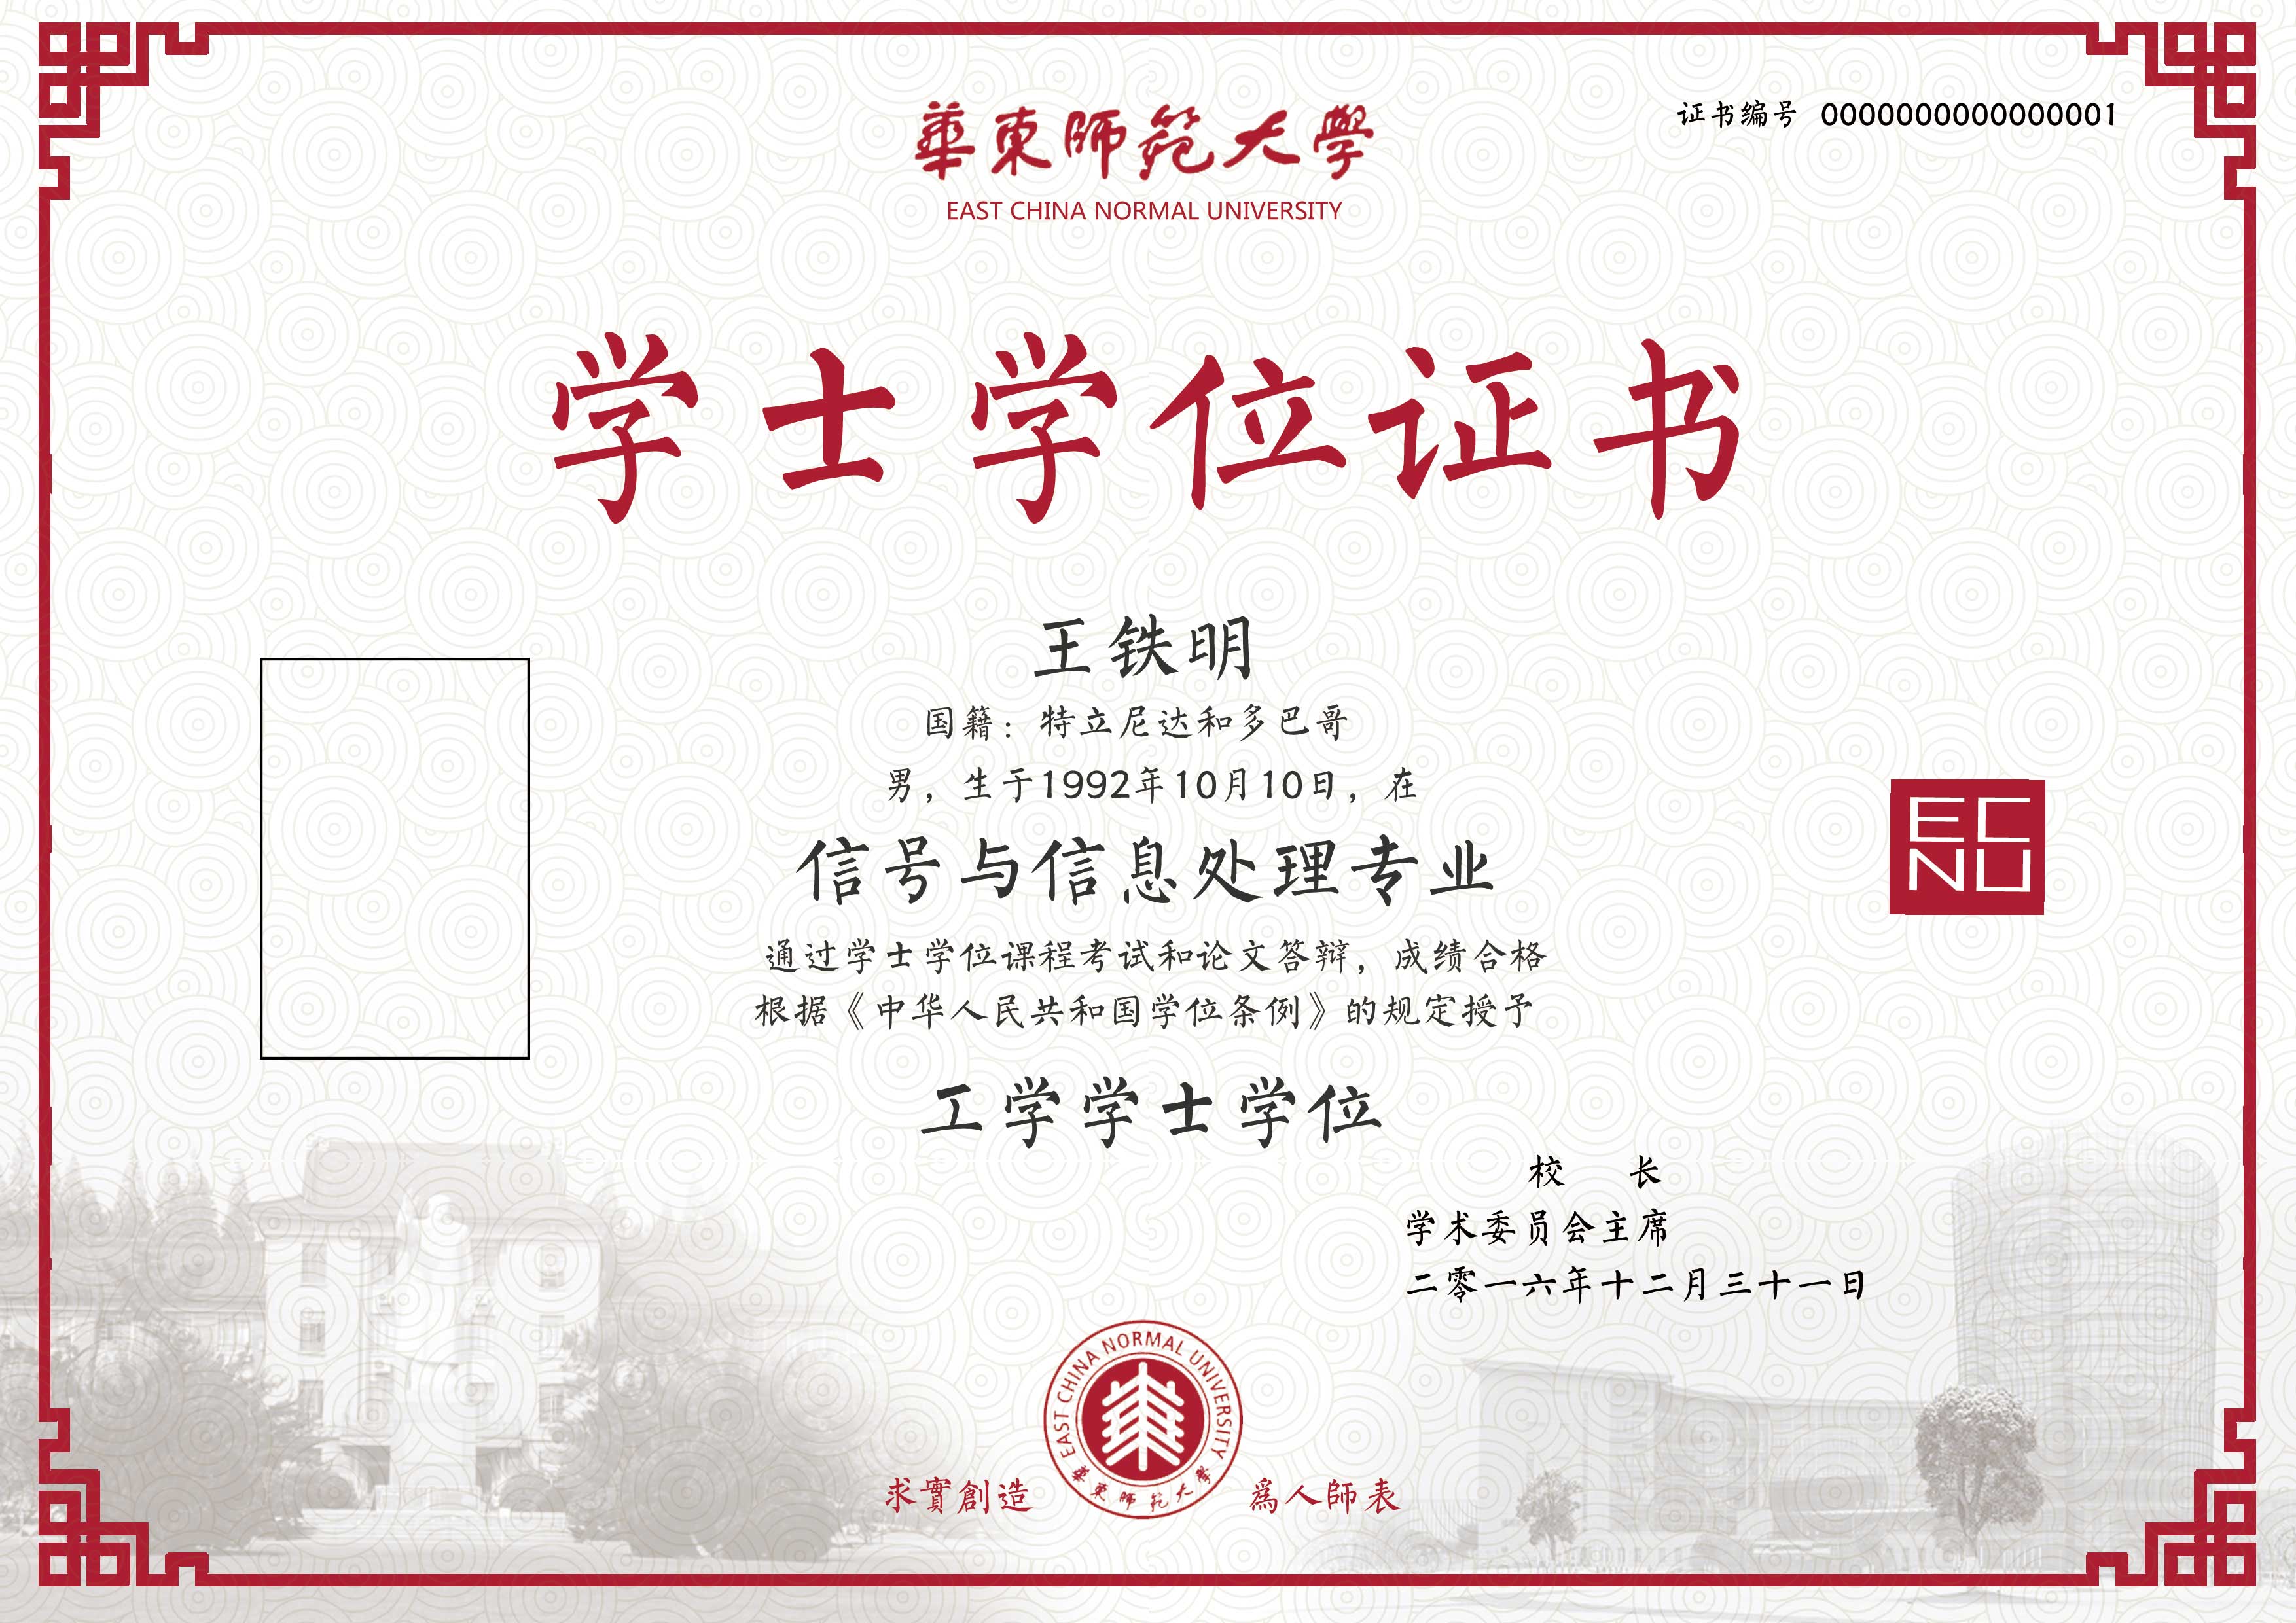 華東師範大學
EAST CHINA NORMAL UNIVERSITY
证书编号 0000000000000001
学士学位证书
王铁明
国籍：特立尼达和多巴哥
男，生于1992年10月10日，在
信号与信息处理专业
ECNU
通过学士学位课程考试和论文答辩，成绩合格
根据《中华人民共和国学位条例》的规定授予
工学学士学位
校 长
学术委员会主席
二零一六年十二月三十一日
EAST CHINA NORMAL UNIVERSITY
華東師範大學
求實創造
爲人師表